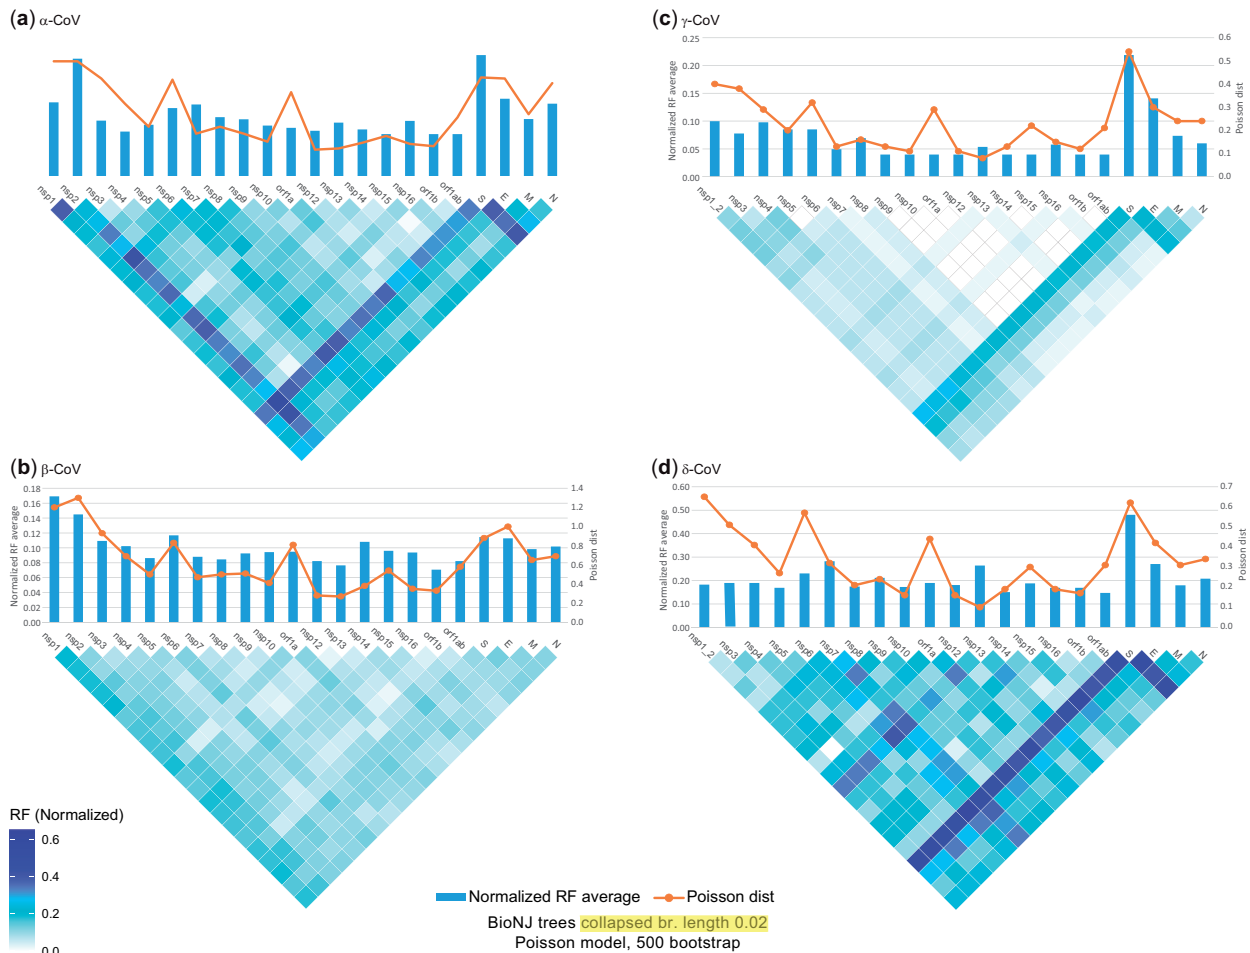 (a) α-CoV
nsp1
nsp2
nsp3
nsp4
nsp5
nsp6
nsp7
nsp8
nsp9
nsp10
orf1a
nsp12
nsp13
nsp14
nsp15
nsp16
orf1b
orf1ab
S
E
M
N
(c) γ-CoV
0.25
0.20
0.15
0.10
0.05
0.00
Normalized RF average
0.6
0.5
0.4
0.3
0.2
0.1
0.0
Poisson dist
nsp1_2
nsp3
nsp4
nsp5
nsp6
nsp7
nsp8
nsp9
nsp10
orf1a
nsp12
nsp13
nsp14
nsp15
nsp16
orf1b
orf1ab
S
E
M
N
(b) β-CoV
0.18
0.16
0.14
0.12
0.10
0.08
0.06
0.04
0.02
0.00
Normalized RF average
1.4
1.2
1.0
0.8
0.6
0.4
0.2
0.0
Poisson dist
nsp1
nsp2
nsp3
nsp4
nsp5
nsp6
nsp7
nsp8
nsp9
nsp10
orf1a
nsp12
nsp13
nsp14
nsp15
nsp16
orf1b
orf1ab
S
E
M
N
(d) δ-CoV
0.60
0.50
0.40
0.30
0.20
0.10
0.00
Normalized RF average
0.7
0.6
0.5
0.4
0.3
0.2
0.1
0.0
Poisson dist
nsp1_2
nsp3
nsp4
nsp5
nsp6
nsp7
nsp8
nsp9
nsp10
orf1a
nsp12
nsp13
nsp14
nsp15
nsp16
orf1b
orf1ab
S
E
M
N
RF (Normalized)
0.6
0.4
0.2
0.0
Normalized RF average Poisson dist
BioNJ trees collapsed br. length 0.02
Poisson model, 500 bootstrap